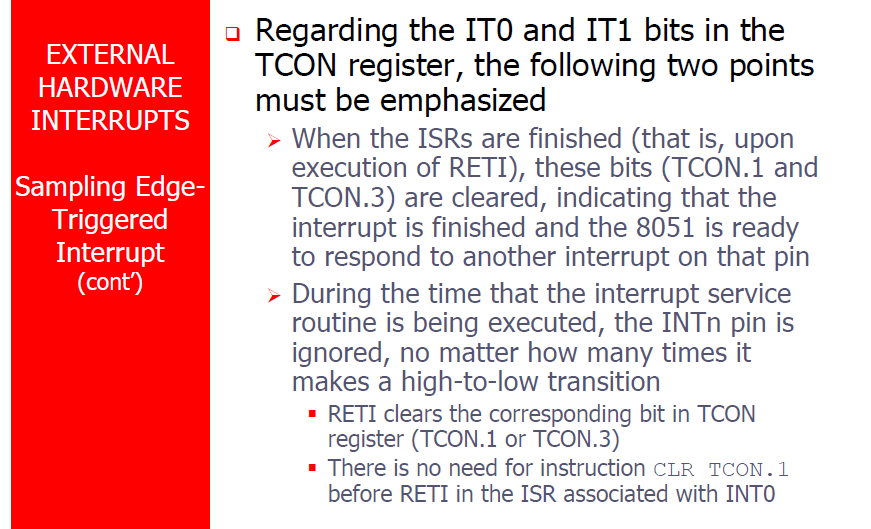 EXTERNAL
HARDWARE
INTERRUPTS
Sampling Edge-
Triggered
Interrupt
(cont’)
Regarding the IT0 and IT1 bits in the
TCON register, the following two points
must be emphasized
When the ISRs are finished (that is, upon
execution of RETI), these bits (TCON.1 and
TCON.3) are cleared, indicating that the
interrupt is finished and the 8051 is ready
to respond to another interrupt on that pin
During the time that the interrupt service
routine is being executed, the INTn pin is
ignored, no matter how many times it
makes a high-to-low transition
RETI clears the corresponding bit in TCON
register (TCON.1 or TCON.3)
There is no need for instruction CLR TCON.1
before RETI in the ISR associated with INT0